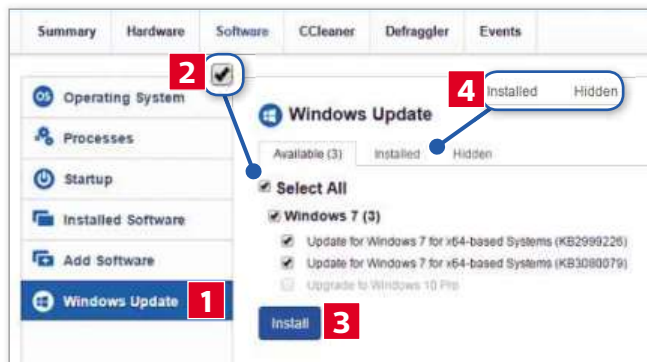 Summary Hardware Software CCleaner Defraggler Events
2
4 Installed Hidden
OS Operating System
Windows Update
Processes
Available (3) Installed Hidden
Startup
Select All
Installed Software
Windows 7 (3)
Update for Windows 7 for x64-based Systems (KB2999226)
Add Software
Update for Windows 7 for x64-based Systems (KB3080079)
Upgrade to Windows 10 Pro
Windows Update 1
Install 3